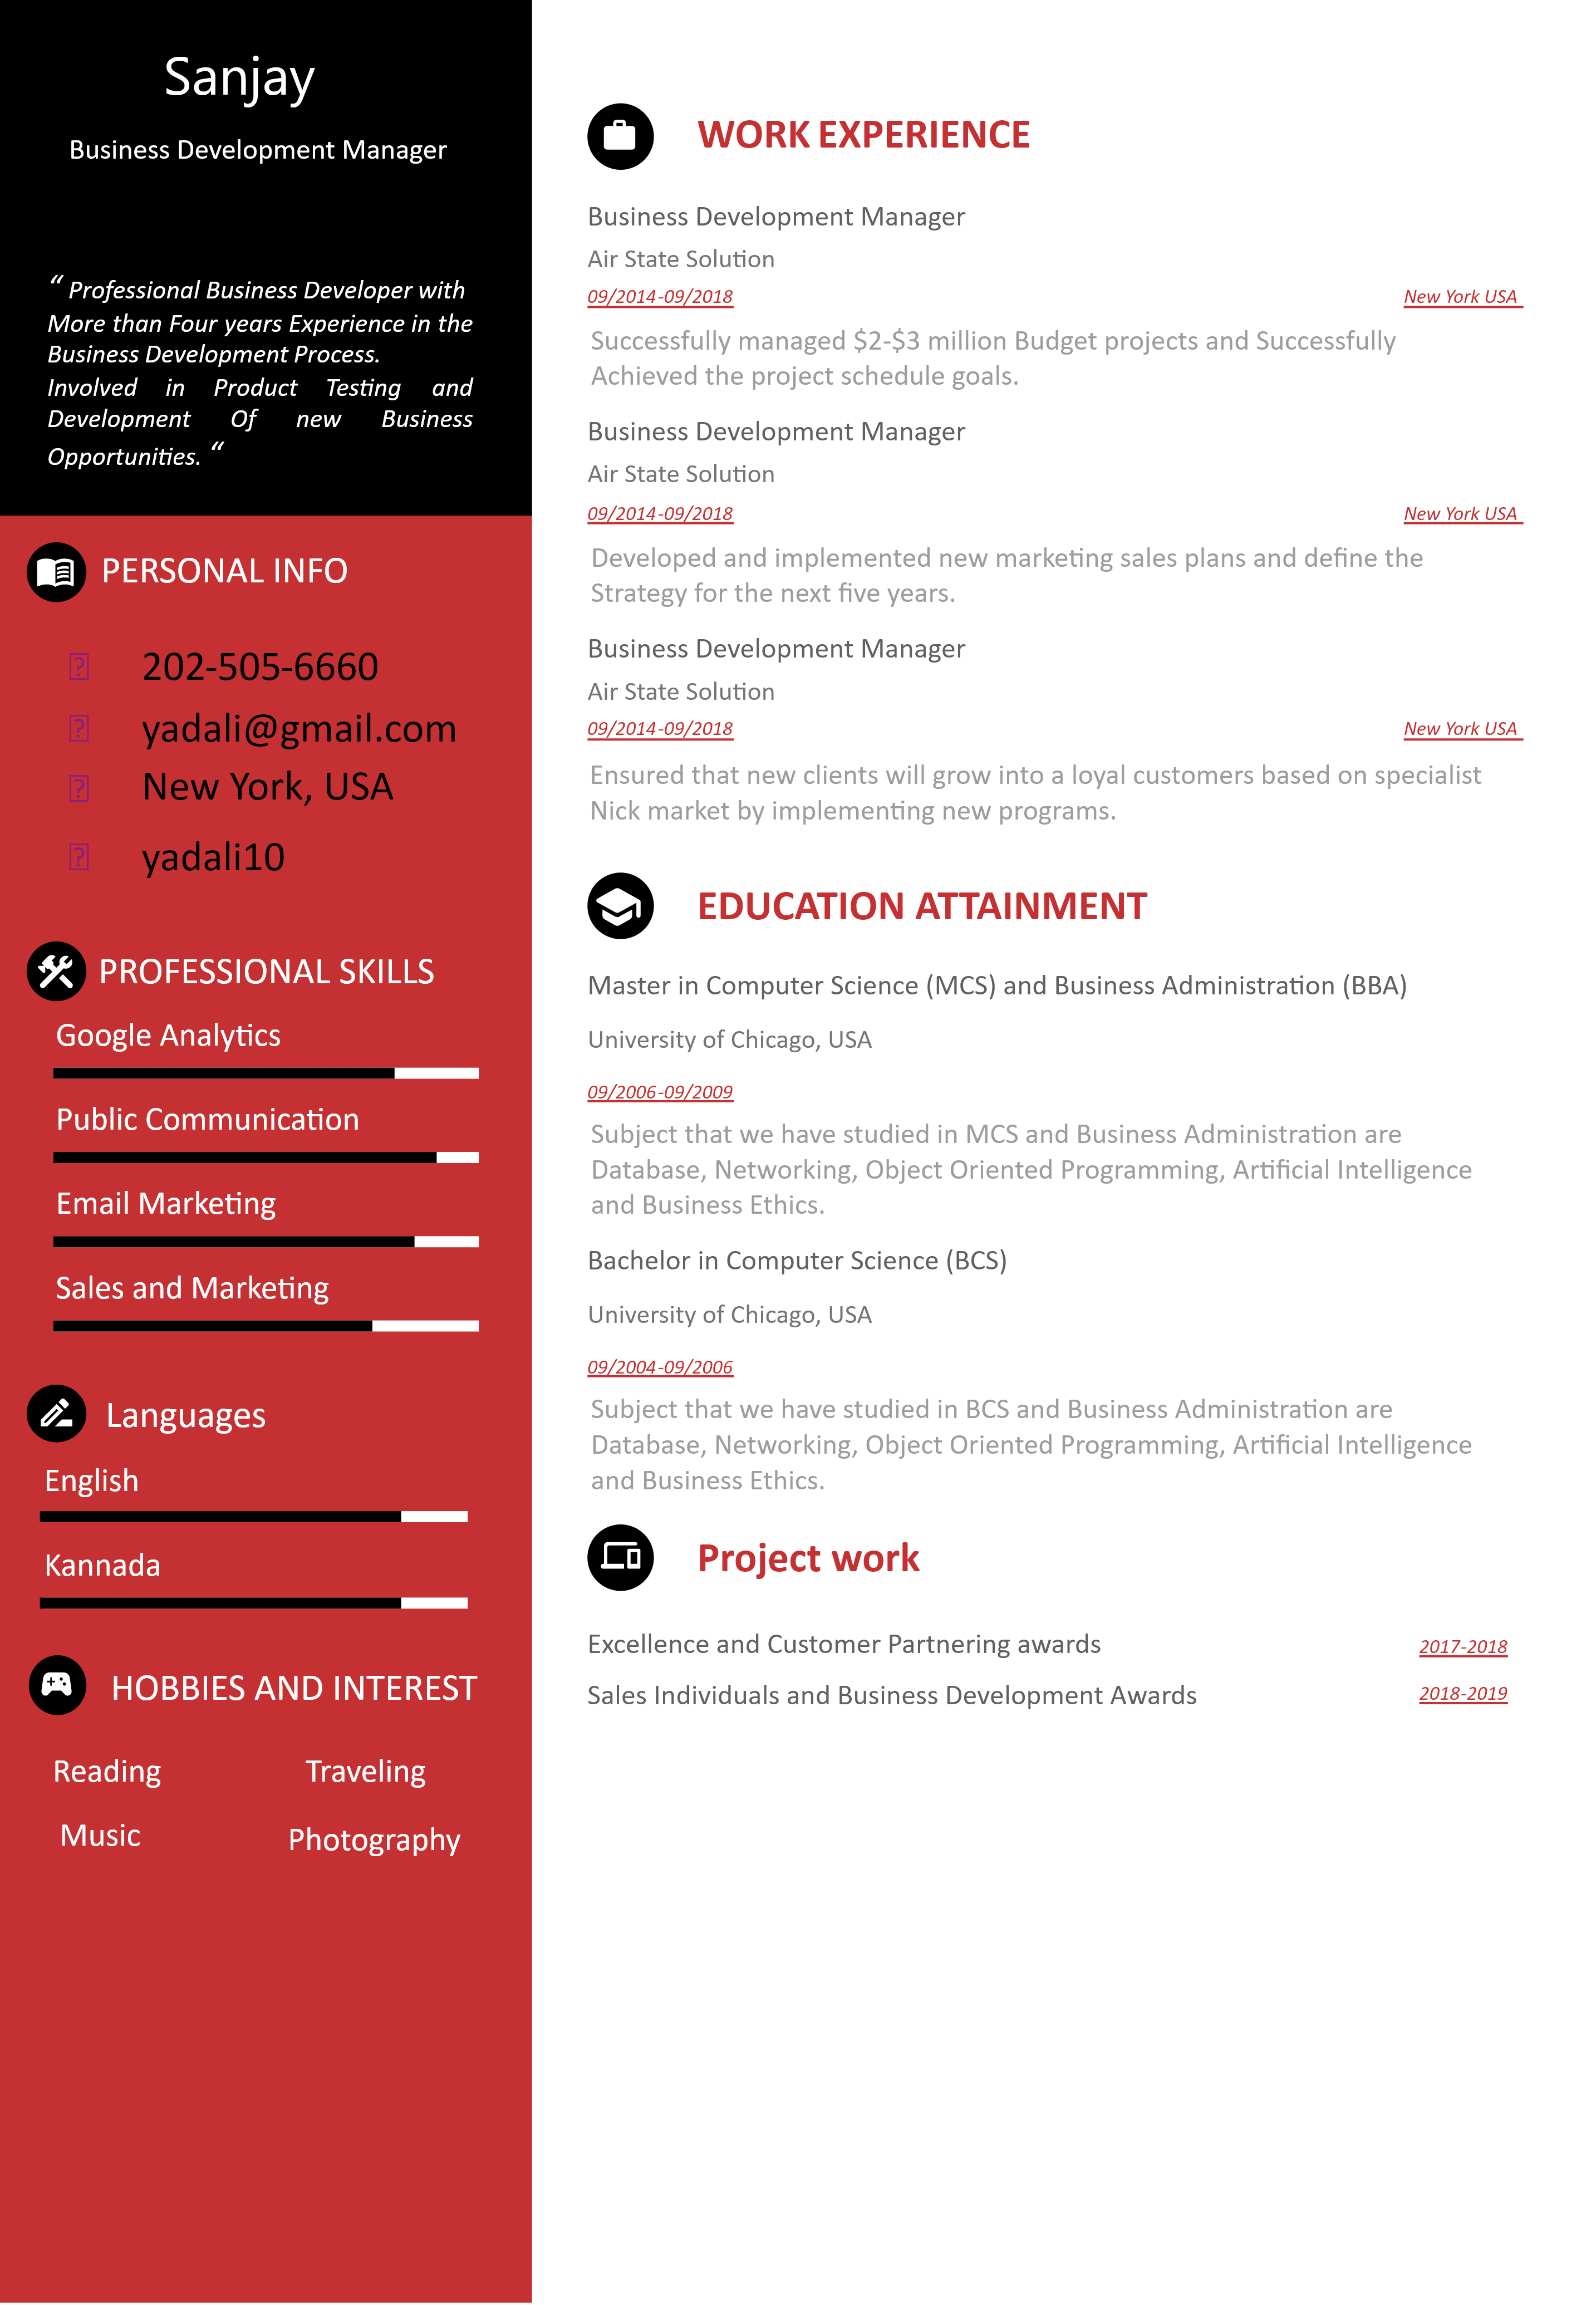 Sanjay
Business Development Manager
“ Professional Business Developer with
More than Four years Experience in the
Business Development Process.
Involved in Product Testing and
Development Of new Business
Opportunities. “
PERSONAL INFO
202-505-6660
yadali@gmail.com
New York, USA
yadali10
PROFESSIONAL SKILLS
Google Analytics
Public Communication
Email Marketing
Sales and Marketing
Languages
English
Kannada
HOBBIES AND INTEREST
Reading Traveling
Music Photography
WORK EXPERIENCE
Business Development Manager
Air State Solution
09/2014-09/2018 New York USA
Successfully managed $2-$3 million Budget projects and Successfully
Achieved the project schedule goals.
Business Development Manager
Air State Solution
09/2014-09/2018 New York USA
Developed and implemented new marketing sales plans and define the
Strategy for the next five years.
Business Development Manager
Air State Solution
09/2014-09/2018 New York USA
Ensured that new clients will grow into a loyal customers based on specialist
Nick market by implementing new programs.
EDUCATION ATTAINMENT
Master in Computer Science (MCS) and Business Administration (BBA)
University of Chicago, USA
09/2006-09/2009
Subject that we have studied in MCS and Business Administration are
Database, Networking, Object Oriented Programming, Artificial Intelligence
and Business Ethics.
Bachelor in Computer Science (BCS)
University of Chicago, USA
09/2004-09/2006
Subject that we have studied in BCS and Business Administration are
Database, Networking, Object Oriented Programming, Artificial Intelligence
and Business Ethics.
Project work
Excellence and Customer Partnering awards 2017-2018
Sales Individuals and Business Development Awards 2018-2019